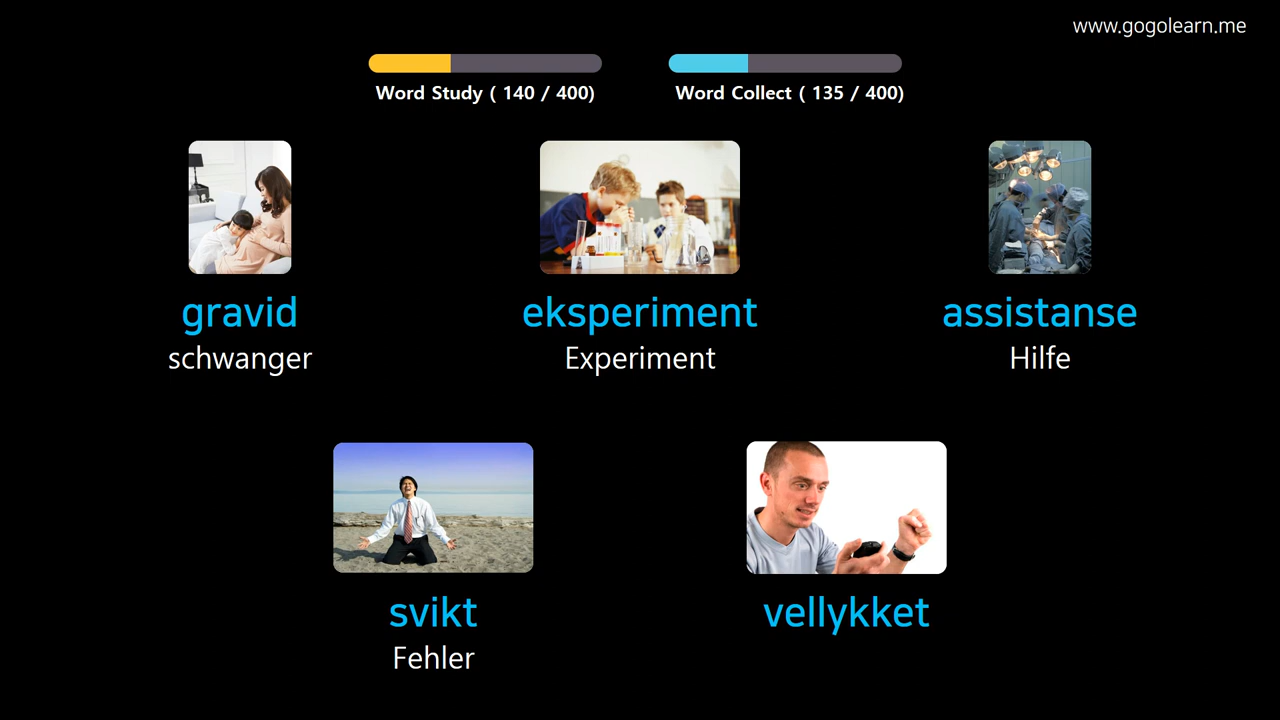 www.gogolearn.me
Word Study ( 140 / 400)
Word Collect ( 135 / 400)
gravid
schwanger
eksperiment
Experiment
assistanse
Hilfe
svikt
Fehler
vellykket